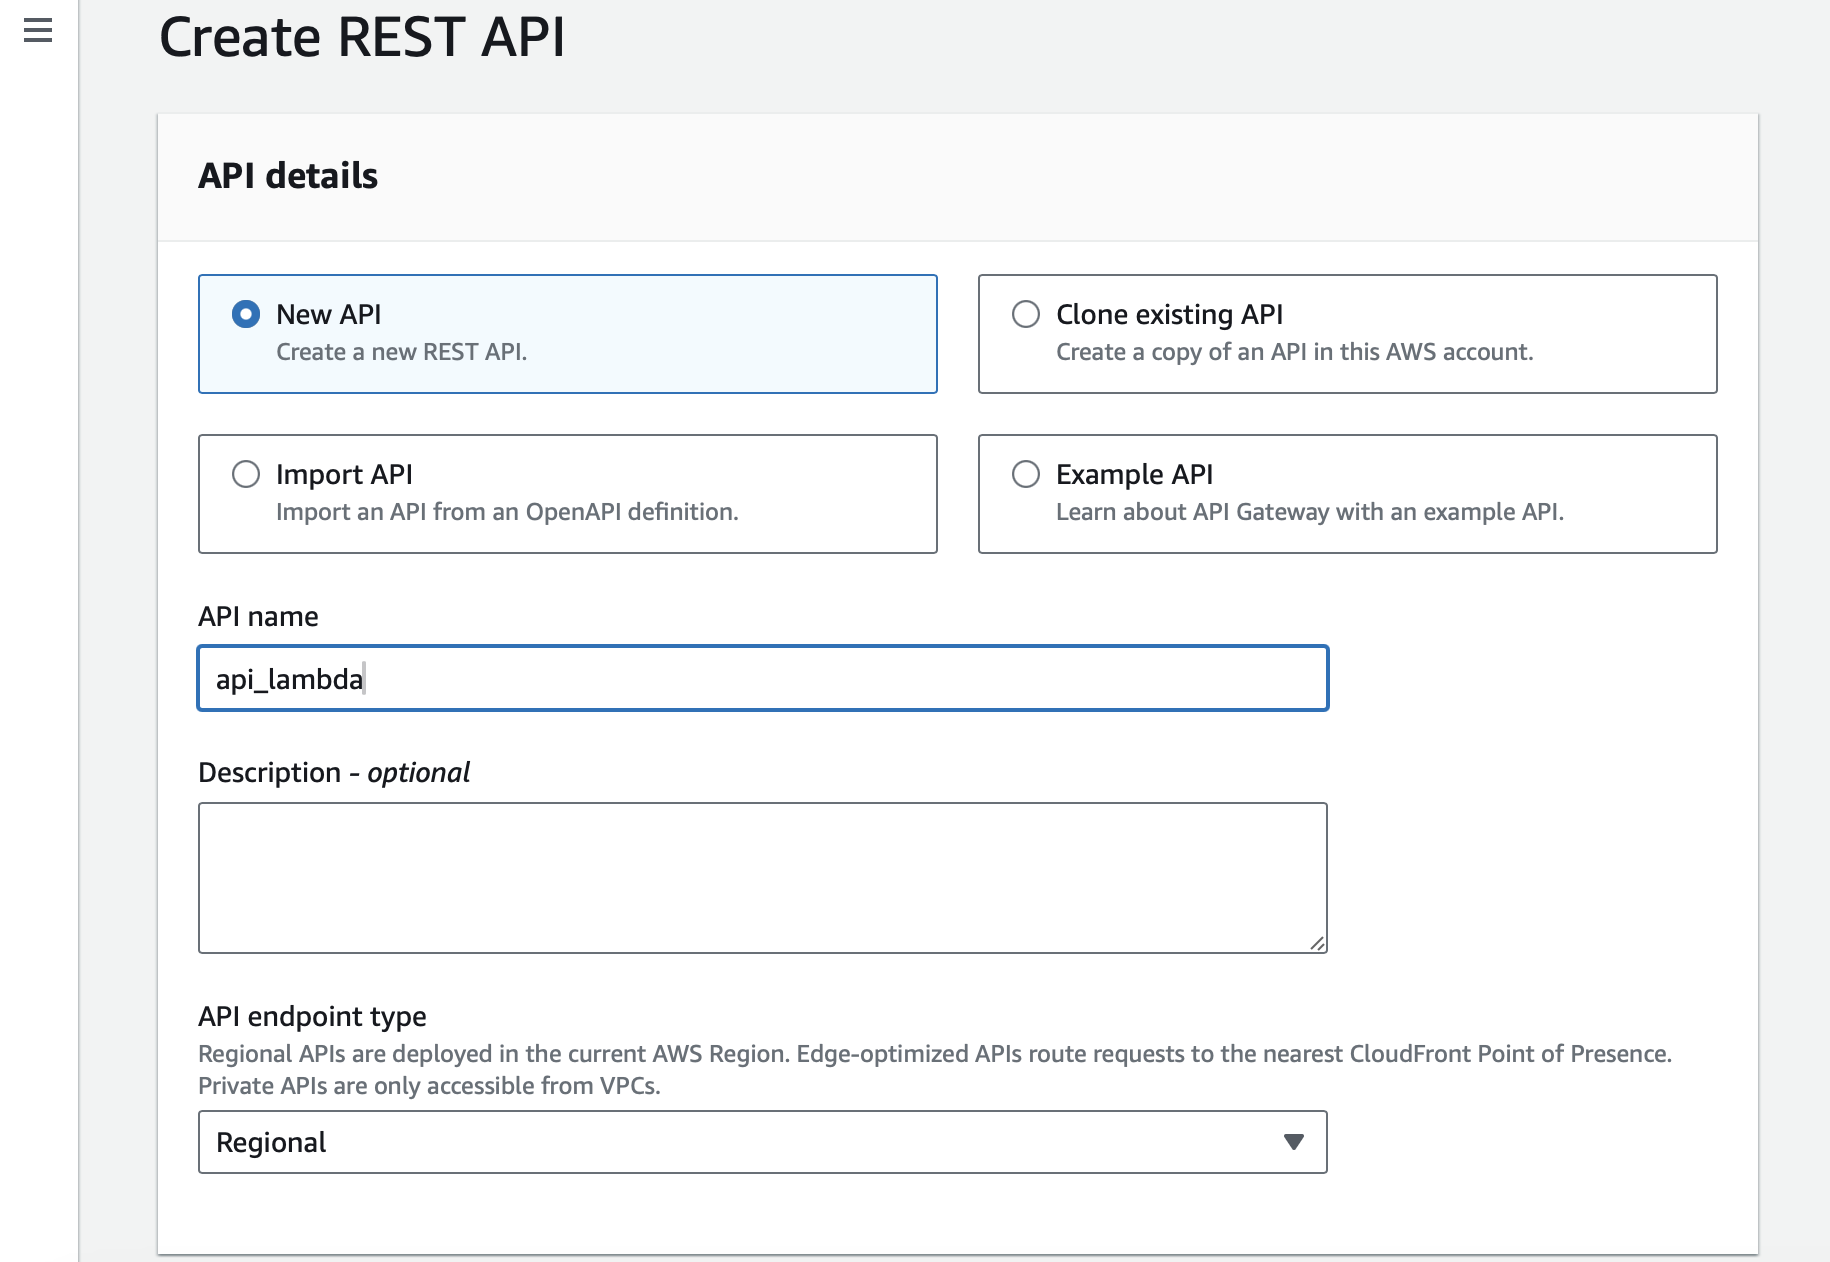 Create REST API
API details
New API
Create a new REST API.
Clone existing API
Create a copy of an API in this AWS account.
Import API
Import an API from an OpenAPI definition.
Example API
Learn about API Gateway with an example API.
API name
api_lambda
Description - optional
API endpoint type
Regional APIs are deployed in the current AWS Region. Edge-optimized APIs route requests to the nearest CloudFront Point of Presence.
Private APIs are only accessible from VPCs.
Regional